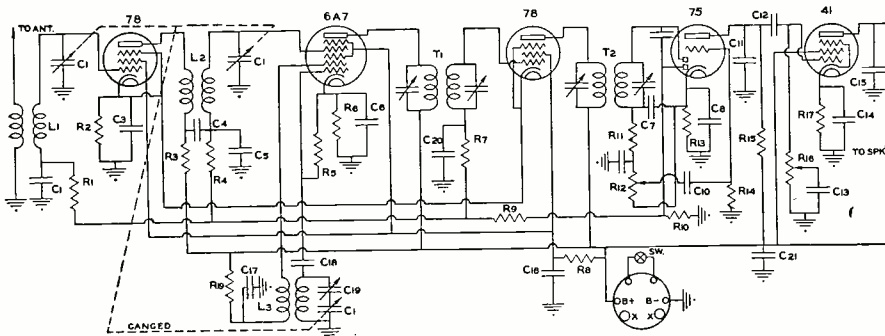 78
6A7
78
75
41
TO ANT.
C1
L2
C1
T1
T2
C11
C12
C15
L1
R2
C3
C4
R3
R4
C5
R5
R6
C6
C20
R7
R11
C7
R13
C8
R12
C10
R14
R15
R16
C13
R17
C14
TO SPK
C1
R1
R9
R10
R19
C17
L3
C18
C19
C1
C16
R8
SW.
B+
B-
X
X
C21
GANGED